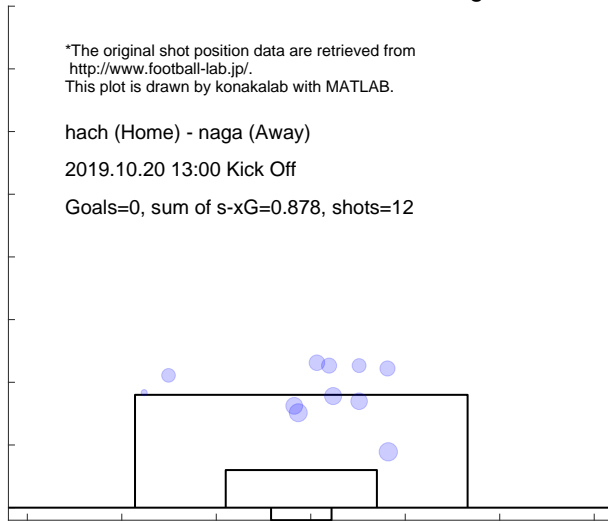 *The original shot position data are retrieved from
http://www.football-lab.jp/.
This plot is drawn by konakalab with MATLAB.
hach (Home) - naga (Away)
2019.10.20 13:00 Kick Off
Goals=0, sum of s-xG=0.878, shots=12